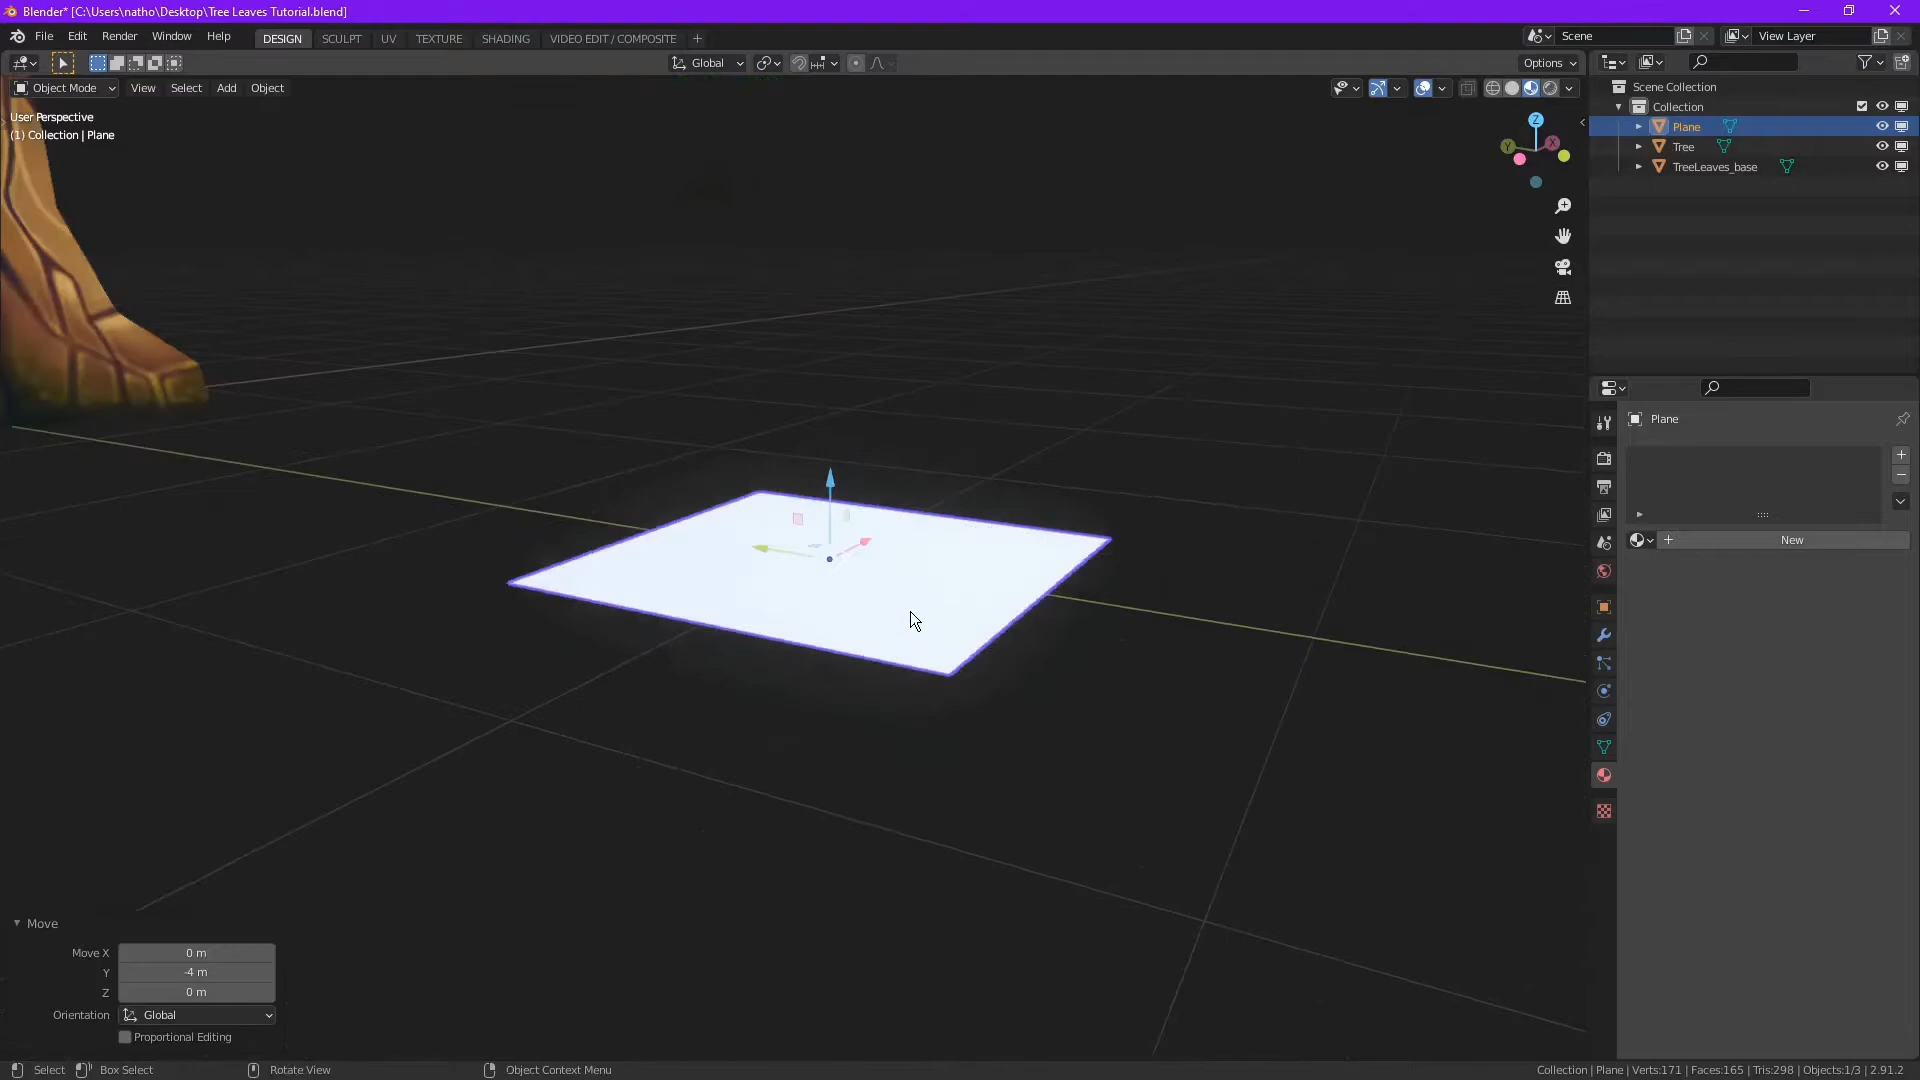 Blender* [C:\Users\natho\Desktop\Tree Leaves Tutorial.blend]
File Edit Render Window Help DESIGN SCULPT UV TEXTURE SHADING VIDEO EDIT / COMPOSITE + Scene View Layer
Global Options
Object Mode View Select Add Object
User Perspective
(1) Collection | Plane
Z
Y X
Scene Collection
Collection
Plane
Tree
TreeLeaves_base
Plane
New
Move
Move X 0 m
Y -4 m
Z 0 m
Orientation Global
Proportional Editing
Select Box Select Rotate View Object Context Menu Collection | Plane | Verts:171 | Faces:165 | Tris:298 | Objects:1/3 | 2.91.2